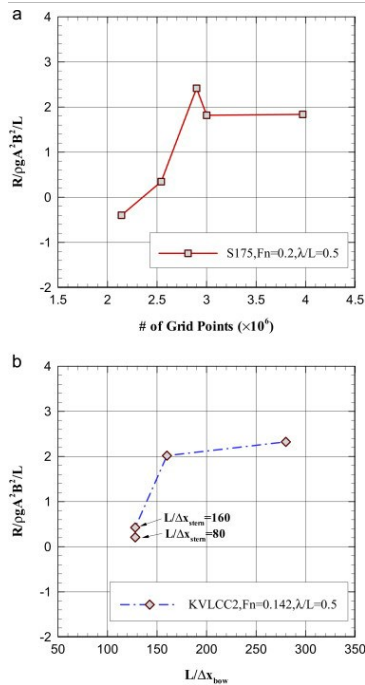 a
4
3
2
1
0
-1
-2
R/ρgA²B²/L
S175,Fn=0.2,λ/L=0.5
1.5 2 2.5 3 3.5 4 4.5
# of Grid Points (×10⁶)
b
4
3
2
1
0
-1
-2
R/ρgA²B²/L
L/Δx_stern=160
L/Δx_stern=80
KVLCC2,Fn=0.142,λ/L=0.5
50 100 150 200 250 300 350
L/Δx_bow